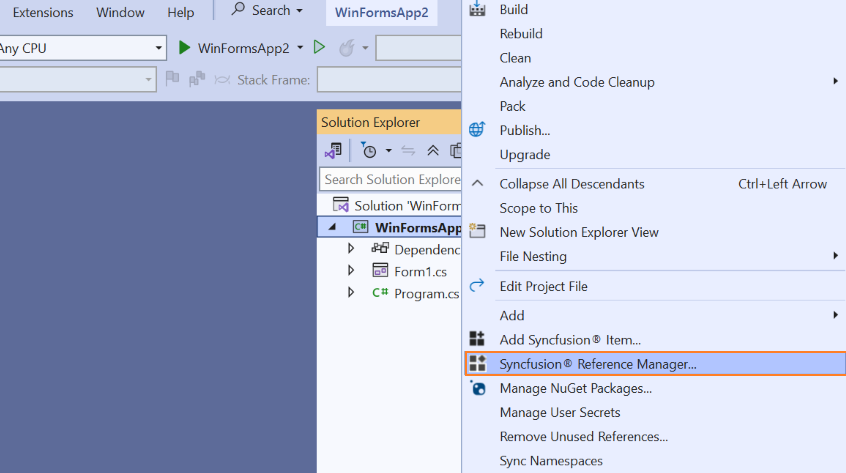 Extensions Window Help Search WinFormsApp2
Any CPU WinFormsApp2
Stack Frame:
Solution Explorer
Search Solution Explore
Solution 'WinForm
C# WinFormsApp
Dependenc
Form1.cs
C# Program.cs
Build
Rebuild
Clean
Analyze and Code Cleanup
Pack
Publish...
Upgrade
Collapse All Descendants Ctrl+Left Arrow
Scope to This
New Solution Explorer View
File Nesting
Edit Project File
Add
Add Syncfusion® Item...
Syncfusion® Reference Manager...
Manage NuGet Packages...
Manage User Secrets
Remove Unused References...
Sync Namespaces